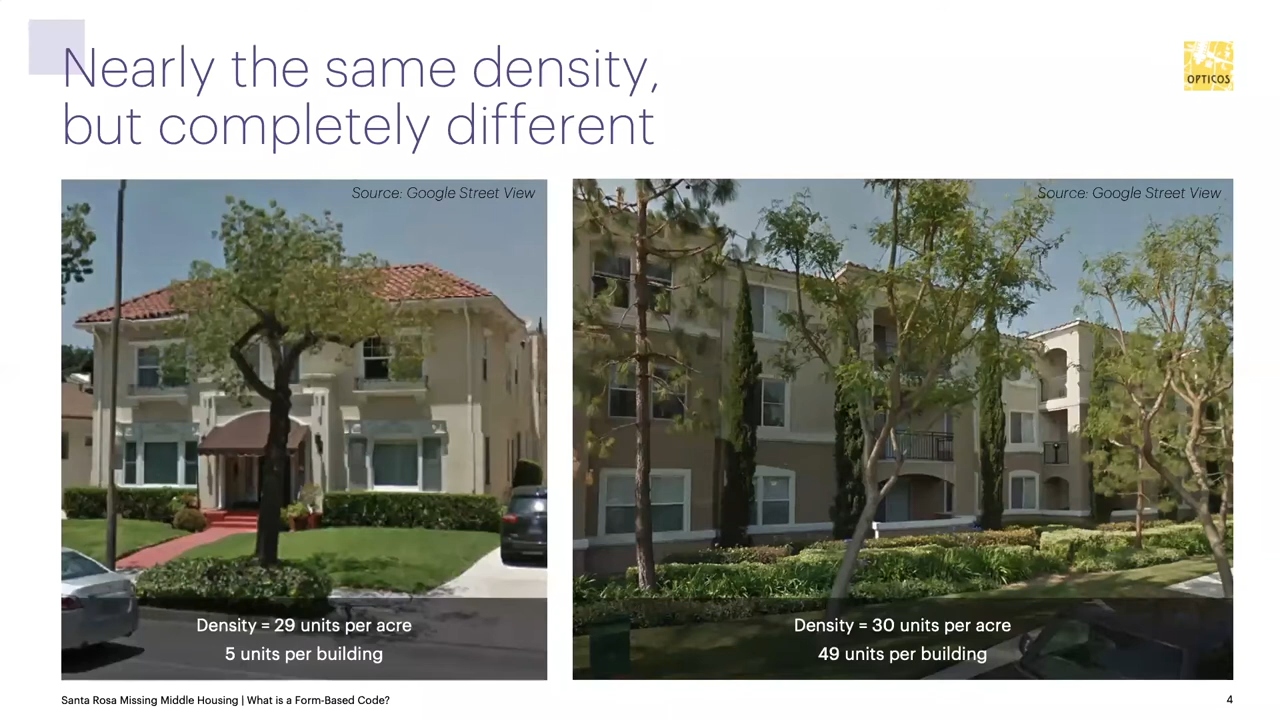 Nearly the same density,
but completely different
OPTICOS
Source: Google Street View
Density = 29 units per acre
5 units per building
Source: Google Street View
Density = 30 units per acre
49 units per building
Santa Rosa Missing Middle Housing | What is a Form-Based Code?
4